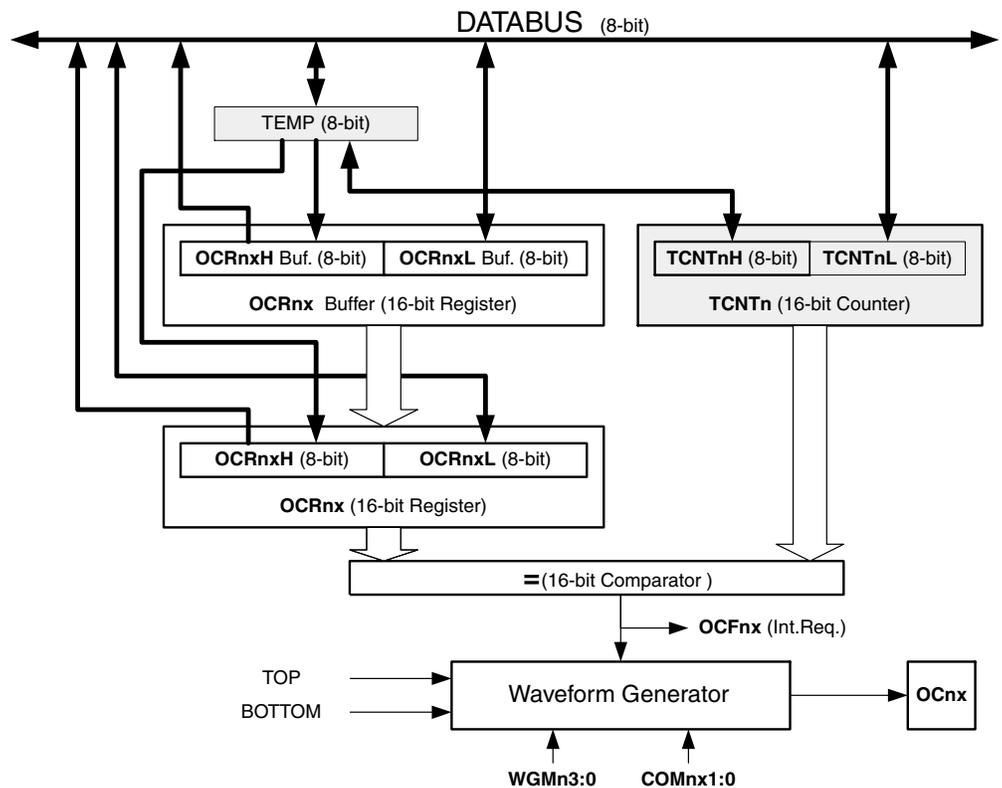 DATABUS (8-bit)
TEMP (8-bit)
OCRnxH Buf. (8-bit) OCRnxL Buf. (8-bit)
TCNTnH (8-bit) TCNTnL (8-bit)
OCRnx Buffer (16-bit Register)
TCNTn (16-bit Counter)
OCRnxH (8-bit) OCRnxL (8-bit)
OCRnx (16-bit Register)
=(16-bit Comparator )
OCFnx (Int.Req.)
TOP
BOTTOM
Waveform Generator
OCnx
WGMn3:0 COMnx1:0